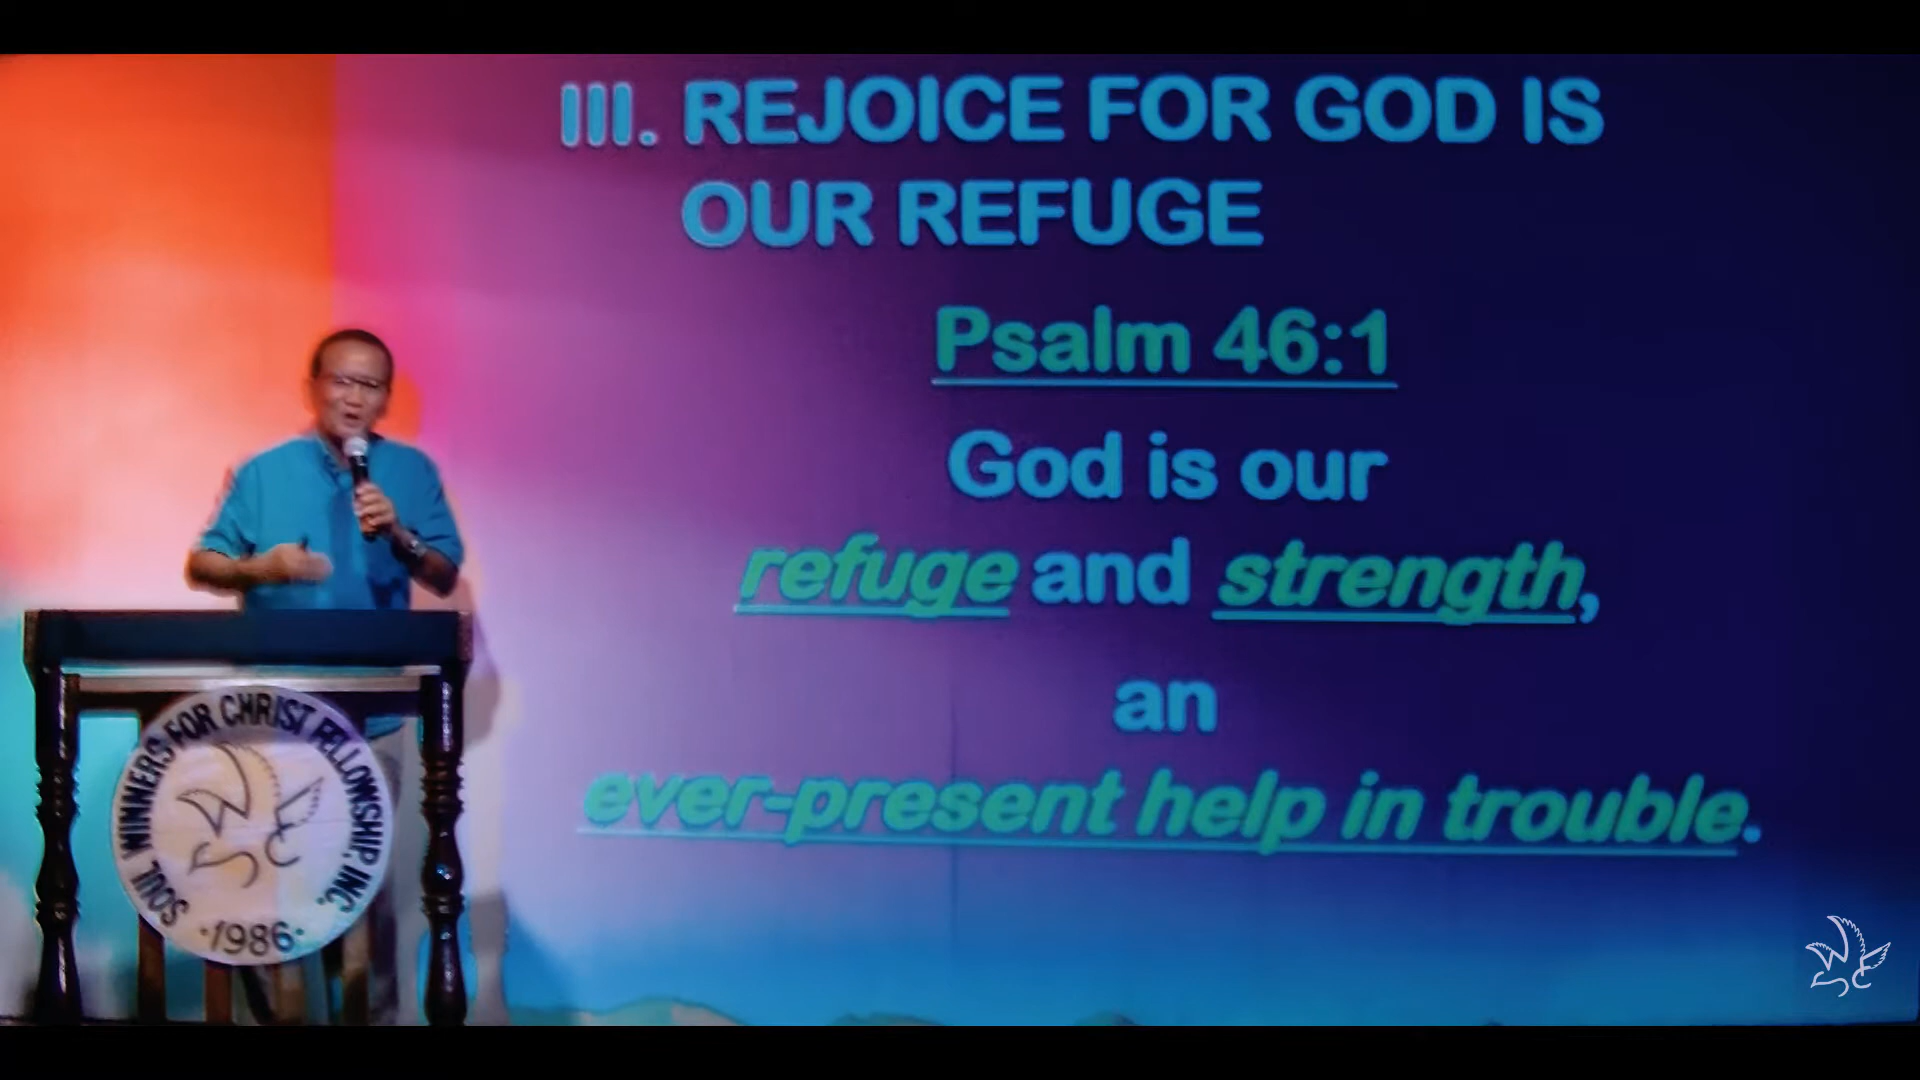 III. REJOICE FOR GOD IS
OUR REFUGE
Psalm 46:1
God is our
refuge and strength,
an
ever-present help in trouble.
SOUL WINNERS FOR CHRIST FELLOWSHIP, INC.
·1986·
SWFC